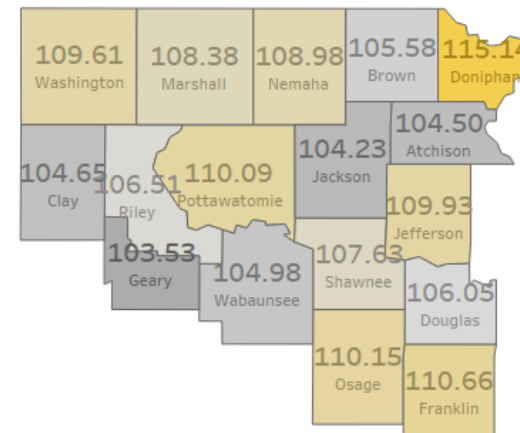 109.61
Washington
108.38
Marshall
108.98
Nemaha
105.58
Brown
115.14
Doniphan
104.65
Clay
106.51
Riley
110.09
Pottawatomie
104.23
Jackson
104.50
Atchison
109.93
Jefferson
103.53
Geary
104.98
Wabaunsee
107.63
Shawnee
106.05
Douglas
110.15
Osage
110.66
Franklin